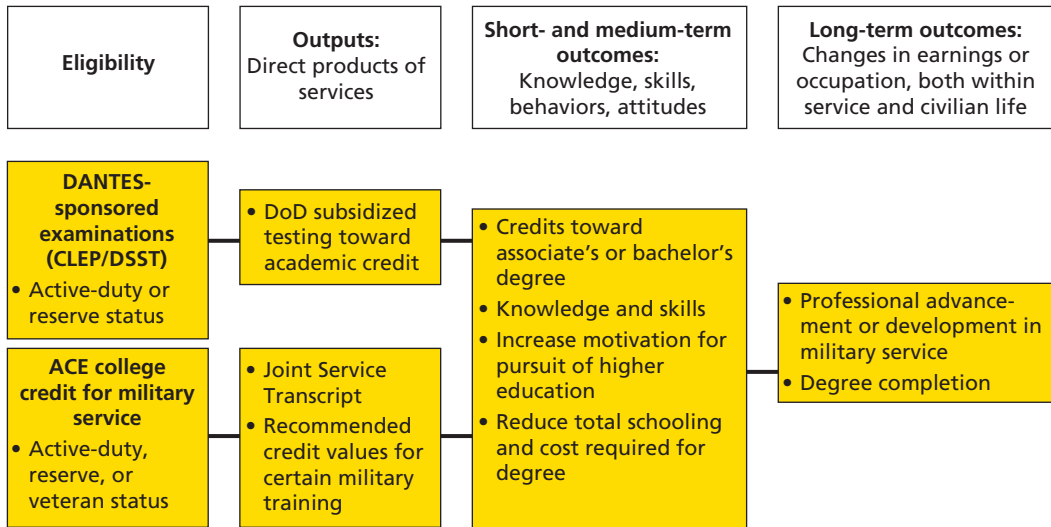 Eligibility
Outputs:
Direct products of
services
Short- and medium-term
outcomes:
Knowledge, skills,
behaviors, attitudes
Long-term outcomes:
Changes in earnings or
occupation, both within
service and civilian life
DANTES-
sponsored
examinations
(CLEP/DSST)
• Active-duty or
reserve status
• DoD subsidized
testing toward
academic credit
ACE college
credit for military
service
• Active-duty,
reserve, or
veteran status
• Joint Service
Transcript
• Recommended
credit values for
certain military
training
• Credits toward
associate’s or bachelor’s
degree
• Knowledge and skills
• Increase motivation for
pursuit of higher
education
• Reduce total schooling
and cost required for
degree
• Professional advance-
ment or development in
military service
• Degree completion